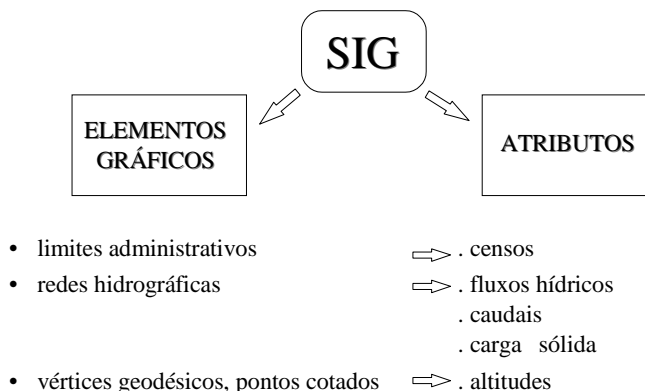 SIG
ELEMENTOS
GRÁFICOS
ATRIBUTOS
• limites administrativos . censos
• redes hidrográficas . fluxos hídricos
. caudais
. carga sólida
• vértices geodésicos, pontos cotados . altitudes